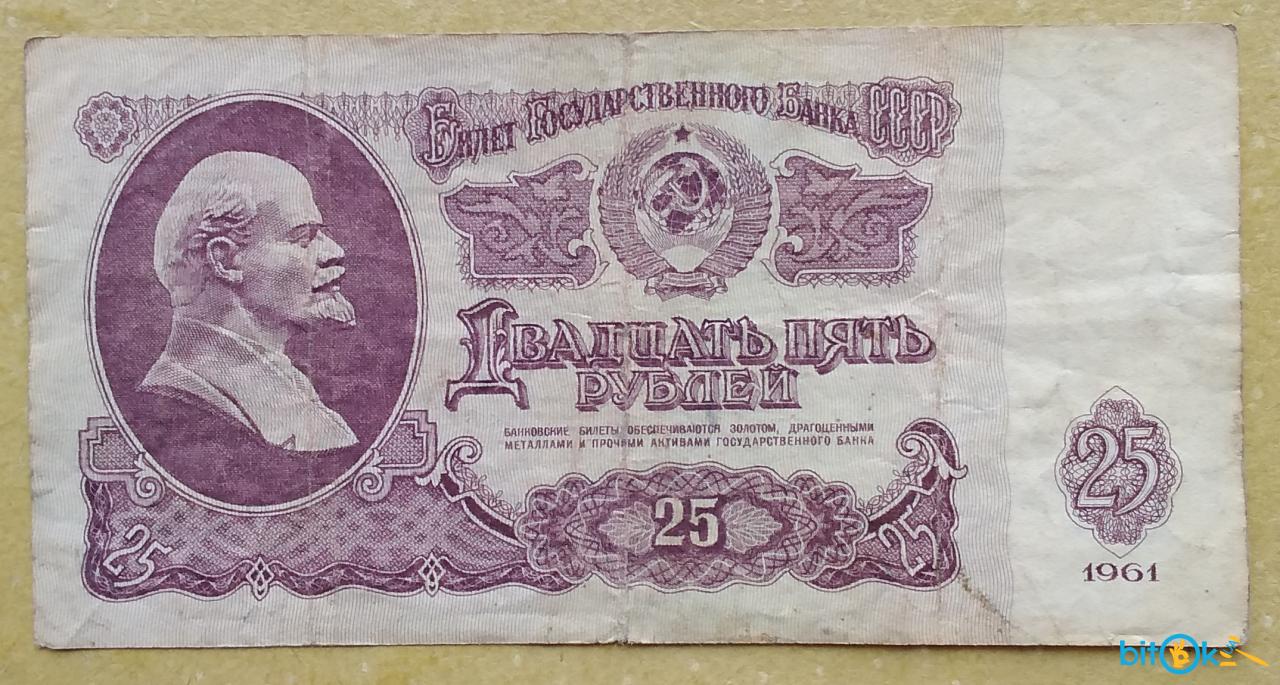 Билет Государственного Банка СССР
Двадцать пять
рублей
БАНКОВСКИЕ БИЛЕТЫ ОБЕСПЕЧИВАЮТСЯ ЗОЛОТОМ, ДРАГОЦЕННЫМИ
МЕТАЛЛАМИ И ПРОЧИМИ АКТИВАМИ ГОСУДАРСТВЕННОГО БАНКА
25
25
25
25
1961
bitOk